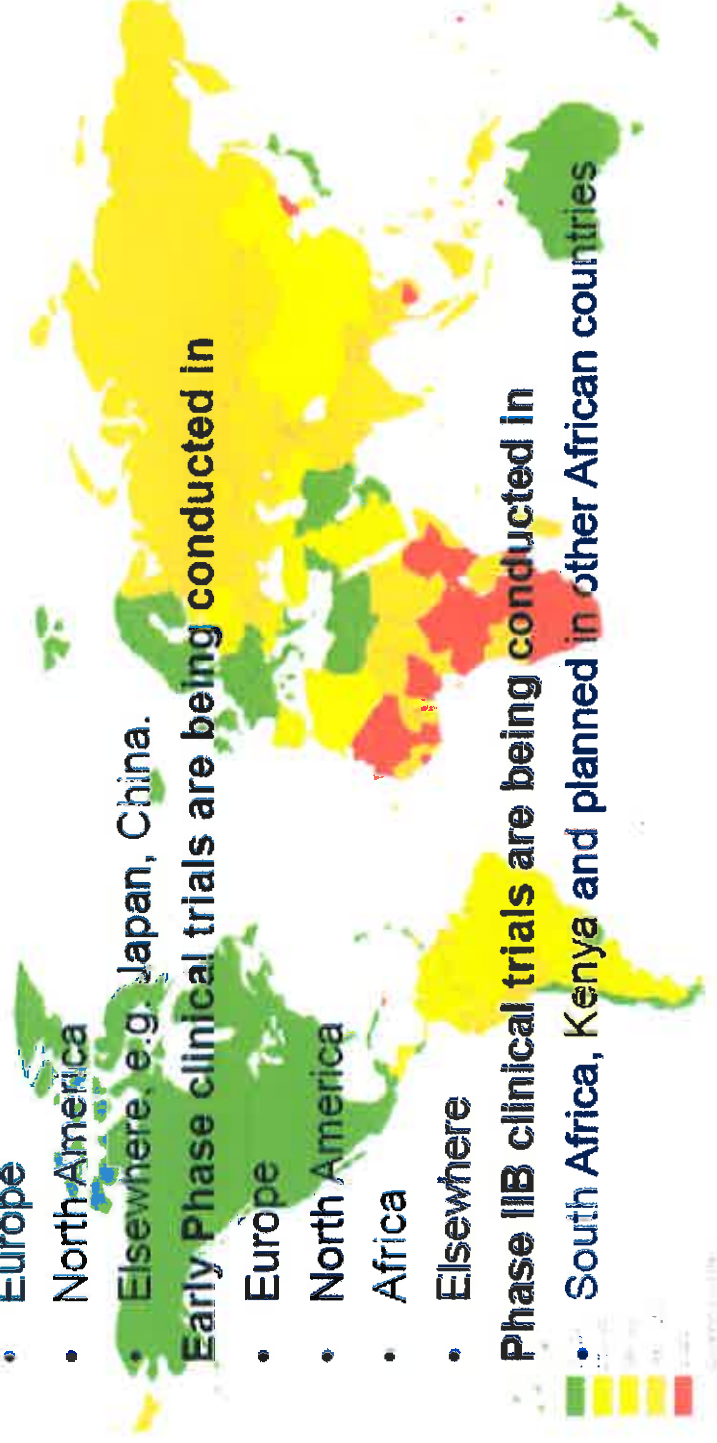 • Europe
• North America
• Elsewhere, e.g. Japan, China.
Early Phase clinical trials are being conducted in
• Europe
• North America
• Africa
• Elsewhere
Phase IIB clinical trials are being conducted in
• South Africa, Kenya and planned in other African countries